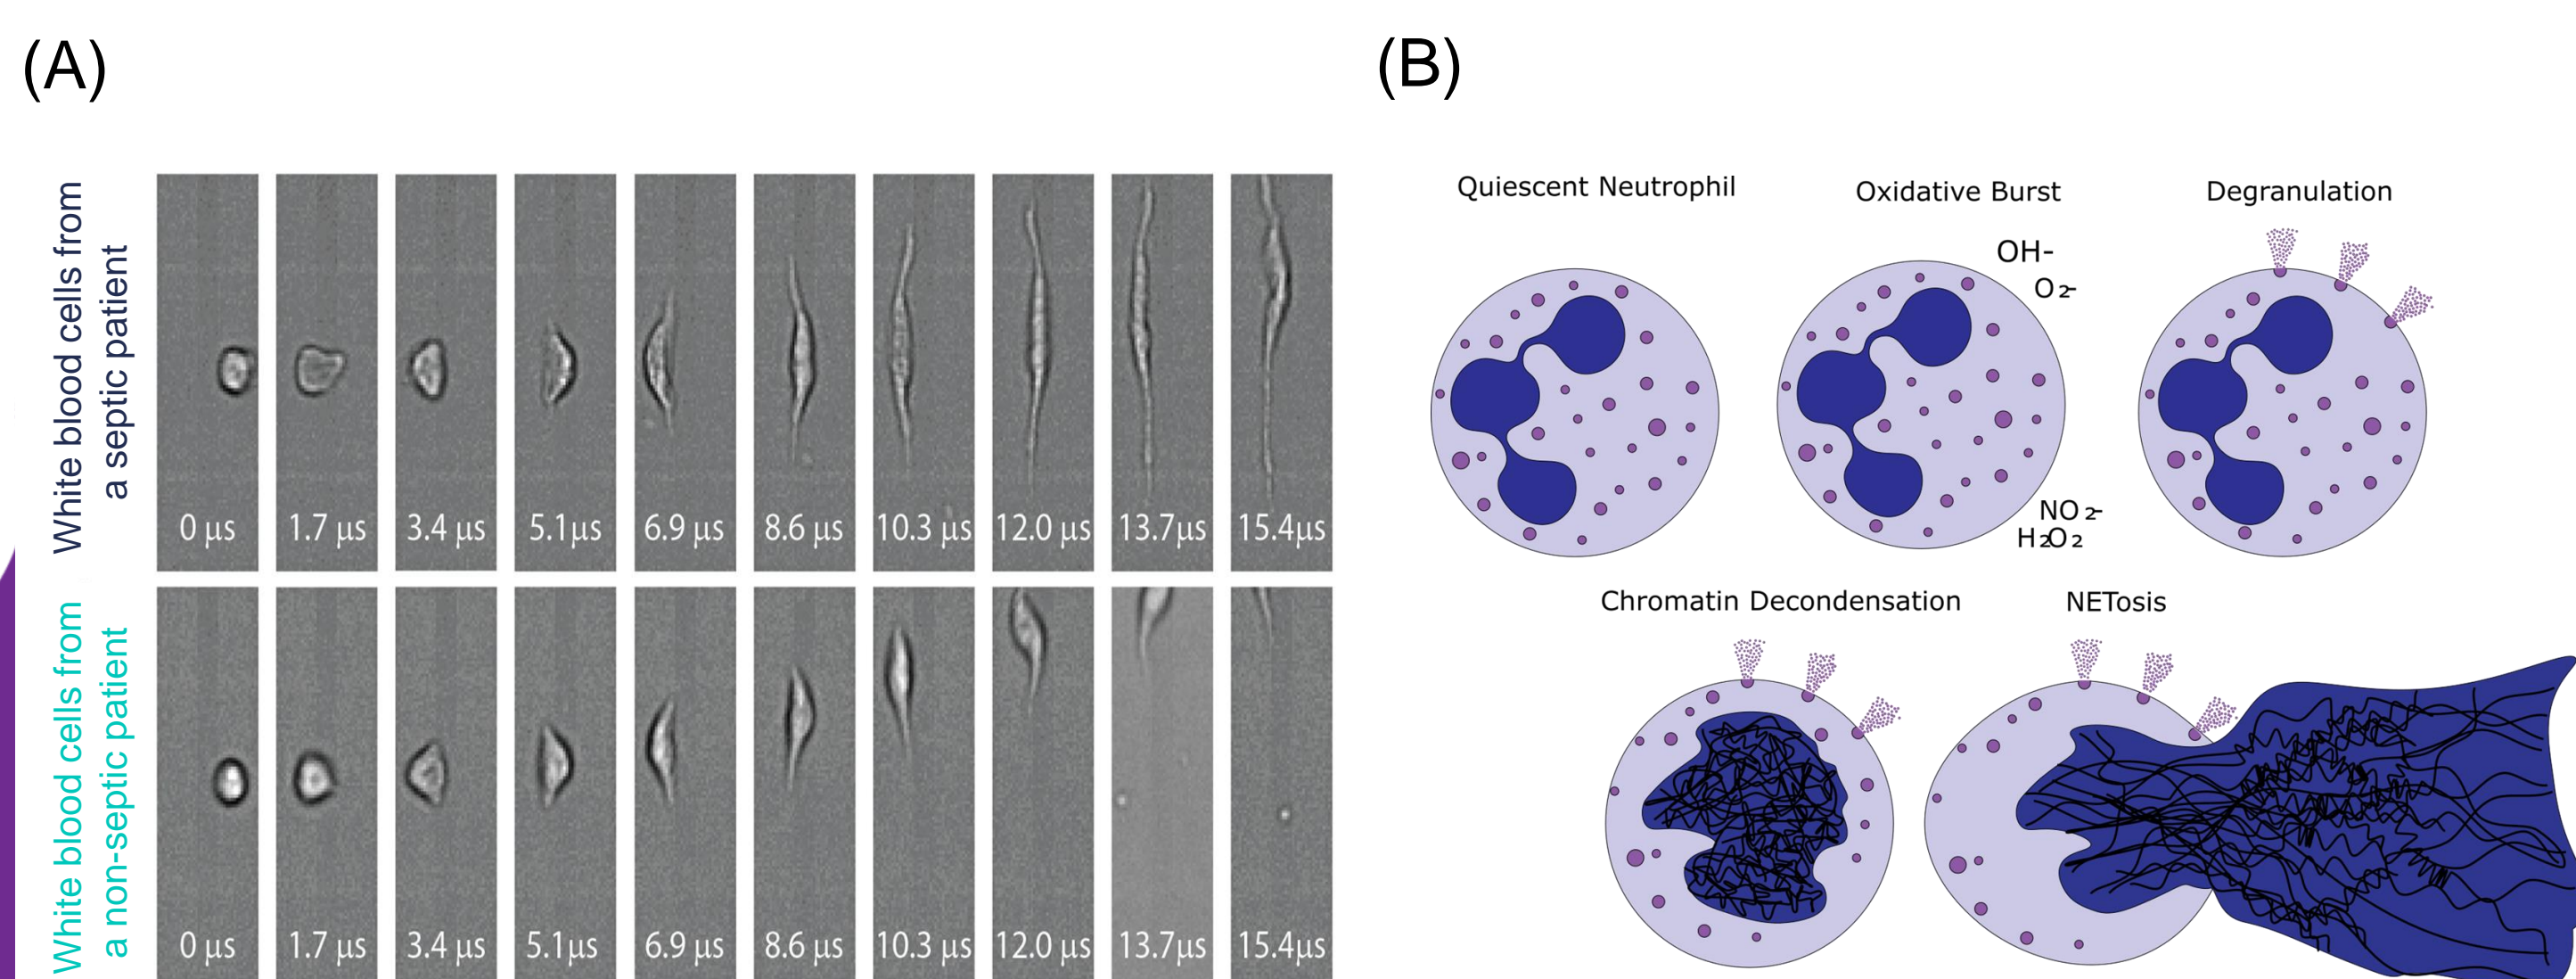 (A)
White blood cells from
a septic patient
0 µs
1.7 µs
3.4 µs
5.1µs
6.9 µs
8.6 µs
10.3 µs
12.0 µs
13.7µs
15.4µs
White blood cells from
a non-septic patient
0 µs
1.7 µs
3.4 µs
5.1µs
6.9 µs
8.6 µs
10.3 µs
12.0 µs
13.7µs
15.4µs
(B)
Quiescent Neutrophil
Oxidative Burst
OH-
O2-
NO2-
H2O2
Degranulation
Chromatin Decondensation
NETosis